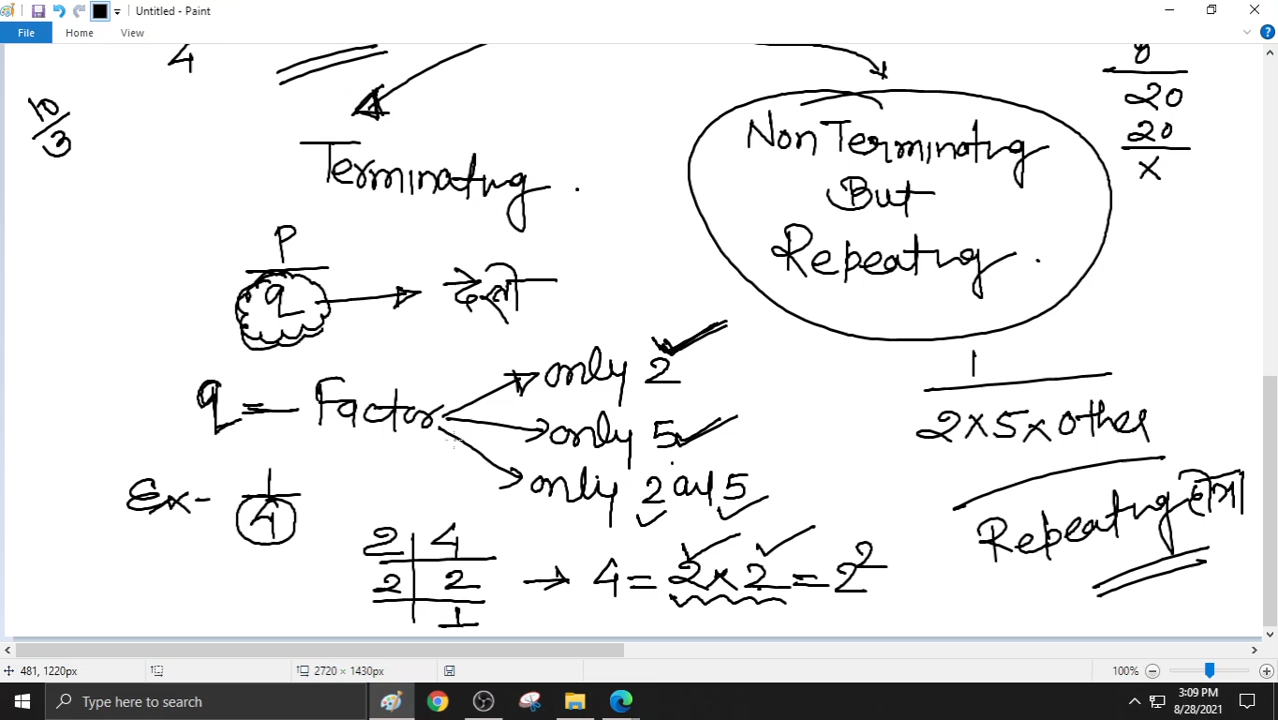 Untitled - Paint
File Home View
4
10/3
8
20
20
x
Terminating.
Non Terminating
But
Repeating.
p
q → देखो
q = Factor
only 2
only 5
only 2 and 5
1
2×5×other
Repeating होगा
Ex- 1/4
2 | 4
2 | 2
1
→ 4 = 2×2 = 2²
481, 1220px
2720 × 1430px
100%
Type here to search
3:09 PM
8/28/2021